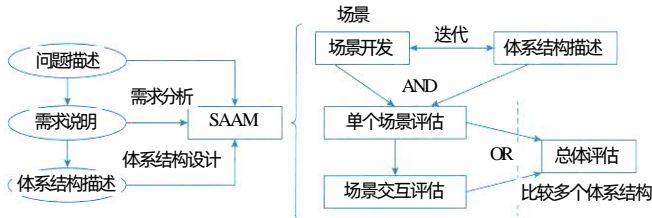 场景
场景开发
迭代
体系结构描述
问题描述
AND
需求分析
需求说明
SAAM
单个场景评估
体系结构设计
OR
总体评估
体系结构描述
场景交互评估
比较多个体系结构